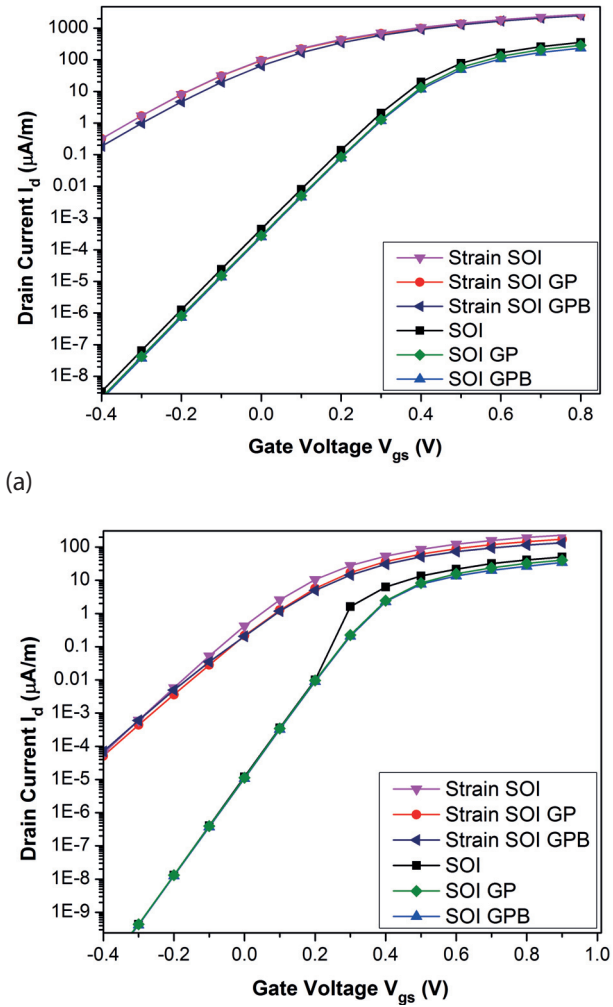 1000
100
10
1
0.1
0.01
1E-3
1E-4
1E-5
1E-6
1E-7
1E-8
Drain Current I_d (μA/m)
Strain SOI
Strain SOI GP
Strain SOI GPB
SOI
SOI GP
SOI GPB
-0.4 -0.2 0.0 0.2 0.4 0.6 0.8
Gate Voltage V_gs (V)
(a)
100
10
1
0.1
0.01
1E-3
1E-4
1E-5
1E-6
1E-7
1E-8
1E-9
Drain Current I_d (μA/m)
Strain SOI
Strain SOI GP
Strain SOI GPB
SOI
SOI GP
SOI GPB
-0.4 -0.2 0.0 0.2 0.4 0.6 0.8 1.0
Gate Voltage V_gs (V)